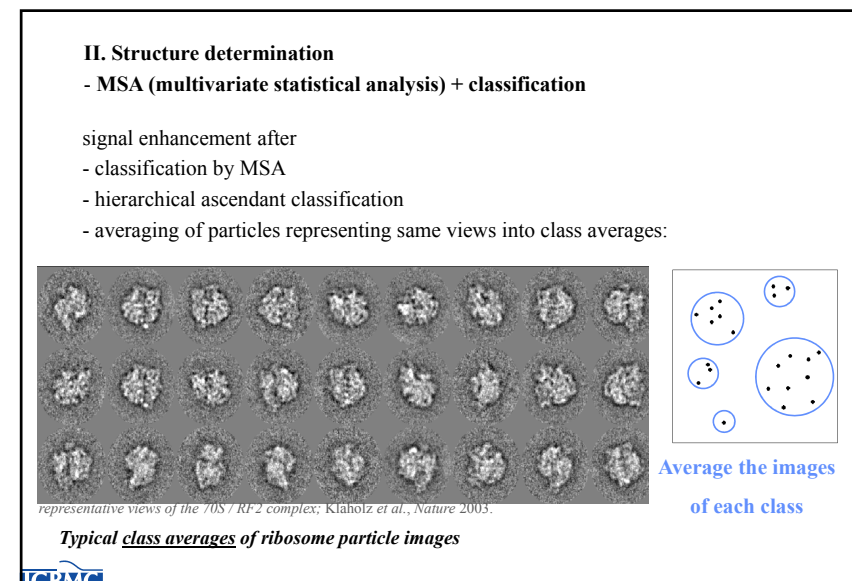 II. Structure determination
- MSA (multivariate statistical analysis) + classification
signal enhancement after
- classification by MSA
- hierarchical ascendant classification
- averaging of particles representing same views into class averages:
Average the images
of each class
representative views of the 70S / RF2 complex; Klaholz et al., Nature 2003.
Typical class averages of ribosome particle images